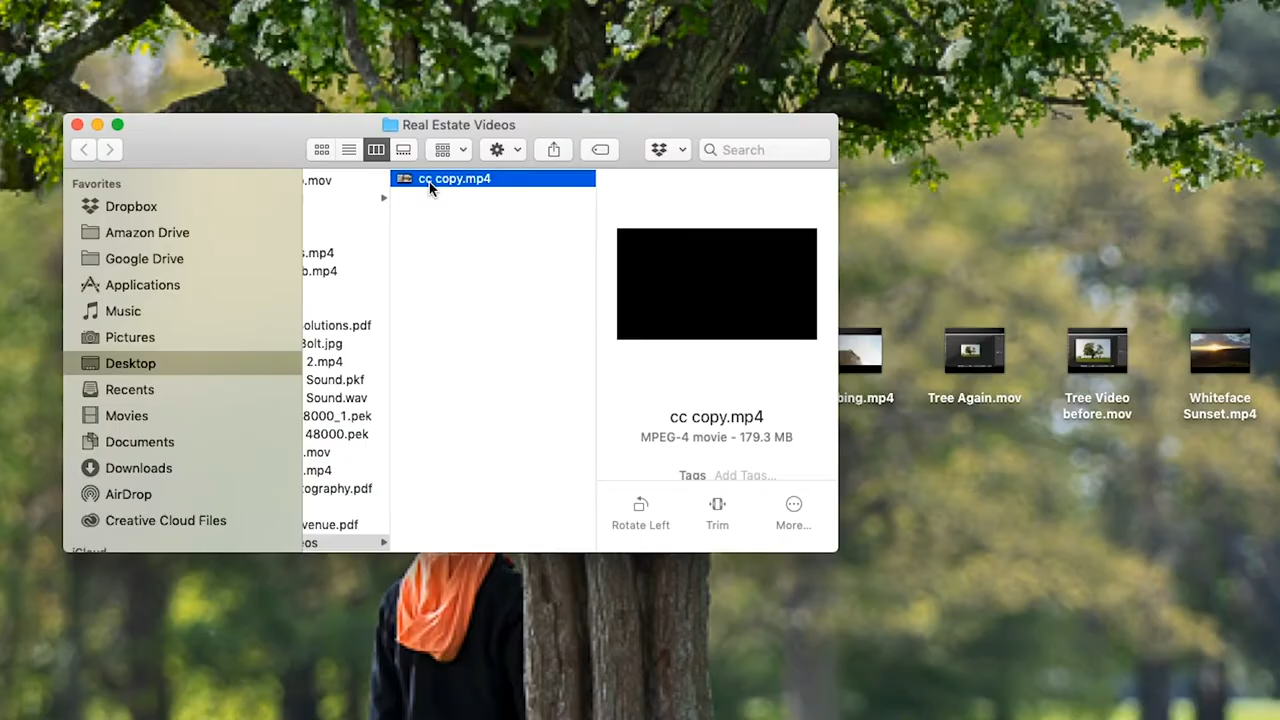 Real Estate Videos
Search
Favorites
Dropbox
Amazon Drive
Google Drive
Applications
Music
Pictures
Desktop
Recents
Movies
Documents
Downloads
AirDrop
Creative Cloud Files
.mov
s.mp4
b.mp4
olutions.pdf
Bolt.jpg
2.mp4
Sound.pkf
Sound.wav
8000_1.pek
48000.pek
.mov
.mp4
ography.pdf
venue.pdf
eos
cc copy.mp4
cc copy.mp4
MPEG-4 movie - 179.3 MB
Tags Add Tags...
Rotate Left
Trim
More...
bing.mp4
Tree Again.mov
Tree Video
before.mov
Whiteface
Sunset.mp4